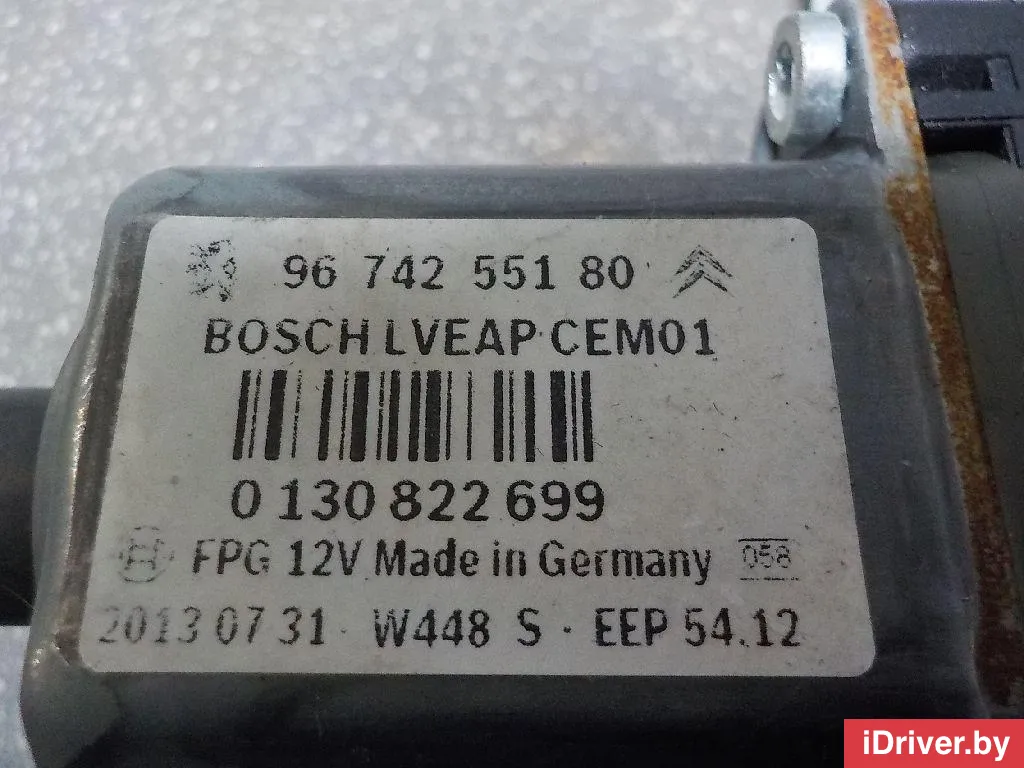 96 742 551 80
BOSCH LVEAP CEM01
0 130 822 699
FPG 12V Made in Germany 058
2013 07 31 · W448 S · EEP 54.12
iDriver.by